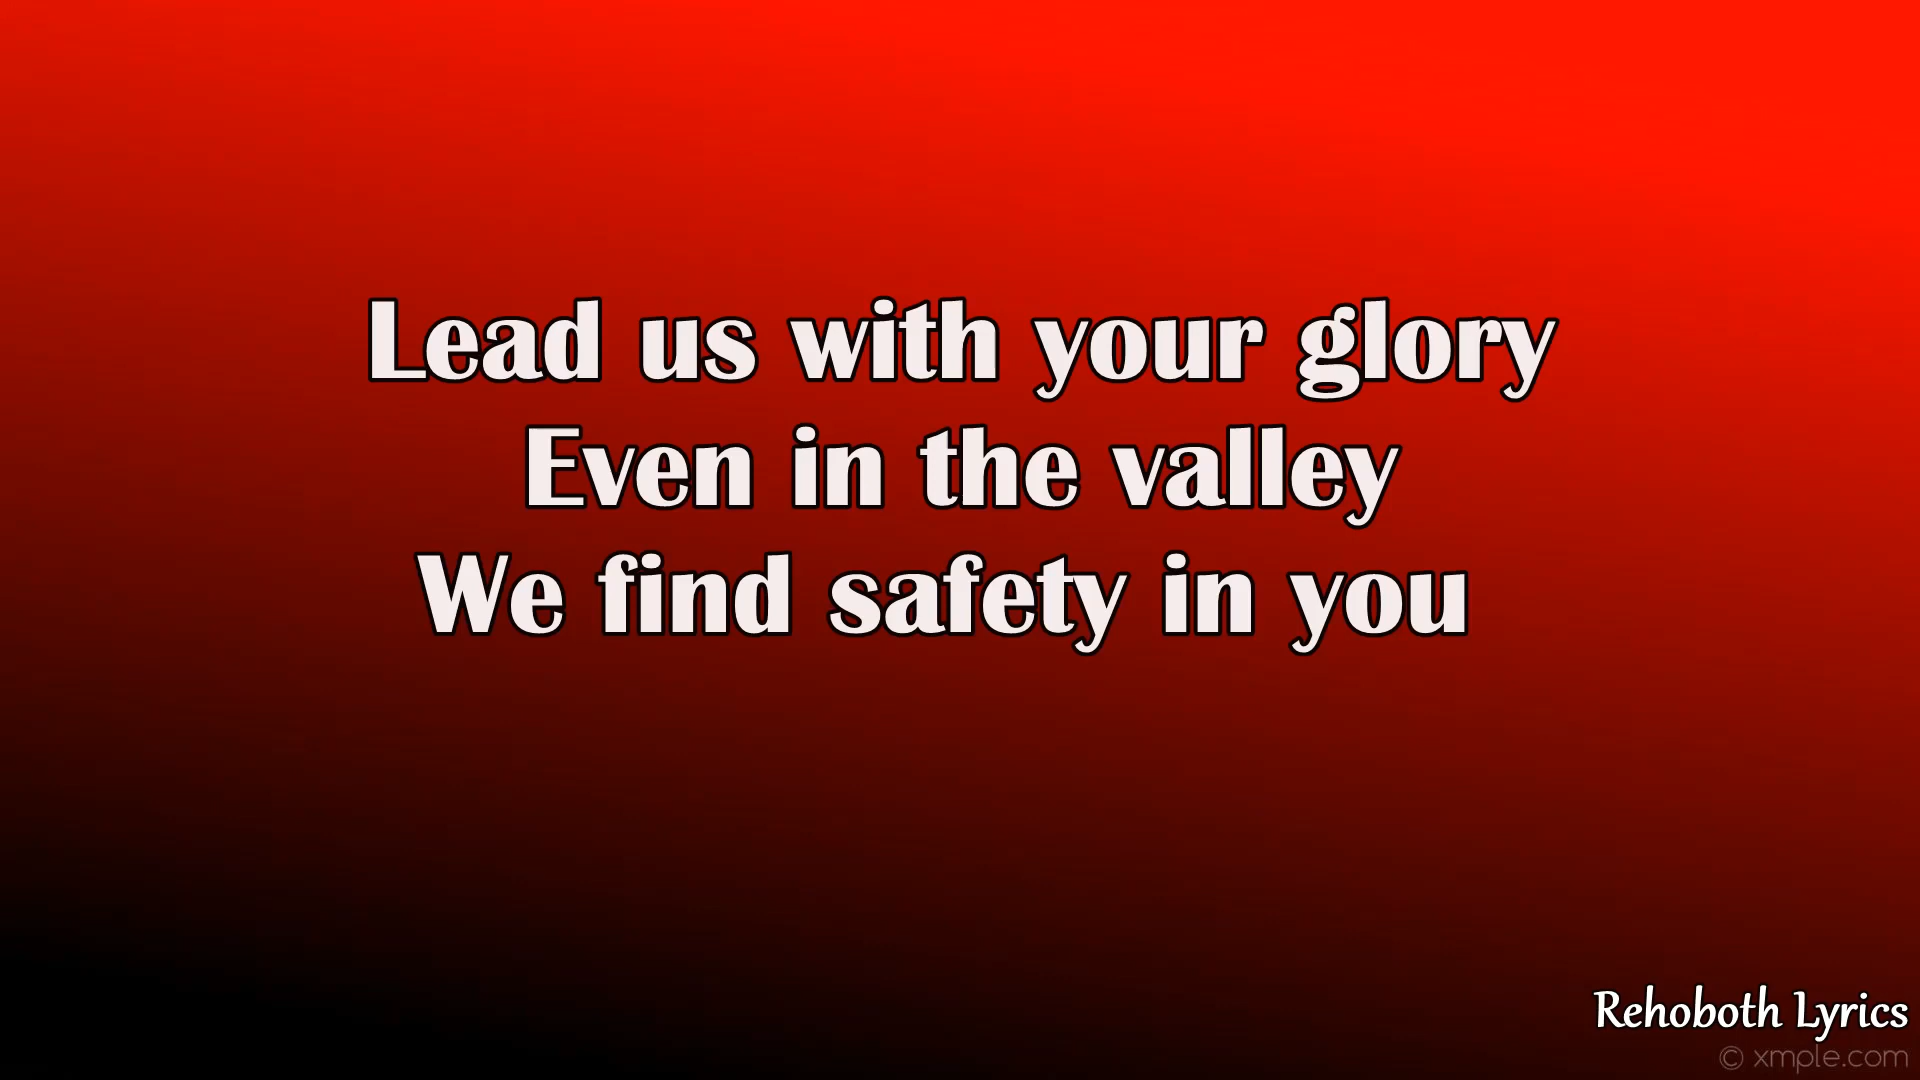 Lead us with your glory
Even in the valley
We find safety in you
Rehoboth Lyrics
© xmple.com